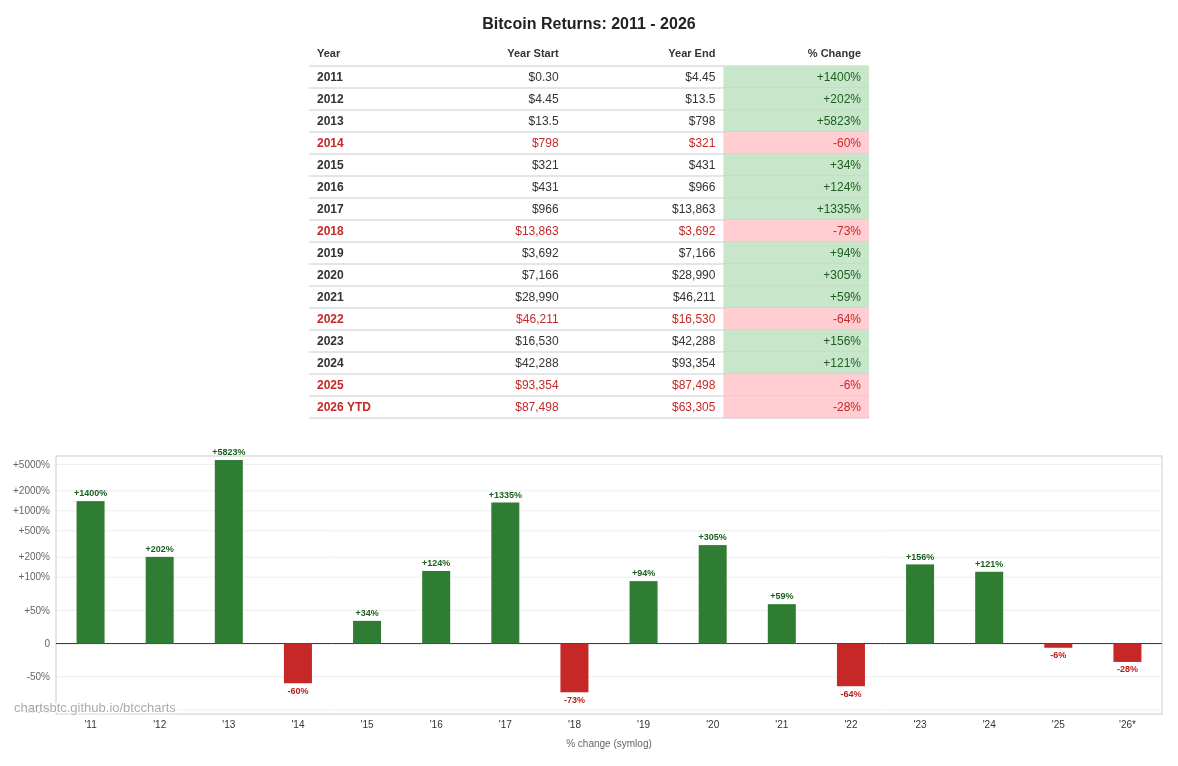 Bitcoin Returns: 2011 - 2026
Year Year Start Year End % Change
2011 $0.30 $4.45 +1400%
2012 $4.45 $13.5 +202%
2013 $13.5 $798 +5823%
2014 $798 $321 -60%
2015 $321 $431 +34%
2016 $431 $966 +124%
2017 $966 $13,863 +1335%
2018 $13,863 $3,692 -73%
2019 $3,692 $7,166 +94%
2020 $7,166 $28,990 +305%
2021 $28,990 $46,211 +59%
2022 $46,211 $16,530 -64%
2023 $16,530 $42,288 +156%
2024 $42,288 $93,354 +121%
2025 $93,354 $87,498 -6%
2026 YTD $87,498 $63,305 -28%
+5823%
+5000%
+1400% +1335%
+2000%
+1000%
+305%
+500%
+202% +156%
+200%
+124% +121%
+94%
+100%
+59%
+34%
+50%
0
-6%
-28%
-50%
-60% -64%
-73%
chartsbtc.github.io/btccharts
'11 '12 '13 '14 '15 '16 '17 '18 '19 '20 '21 '22 '23 '24 '25 '26*
% change (symlog)